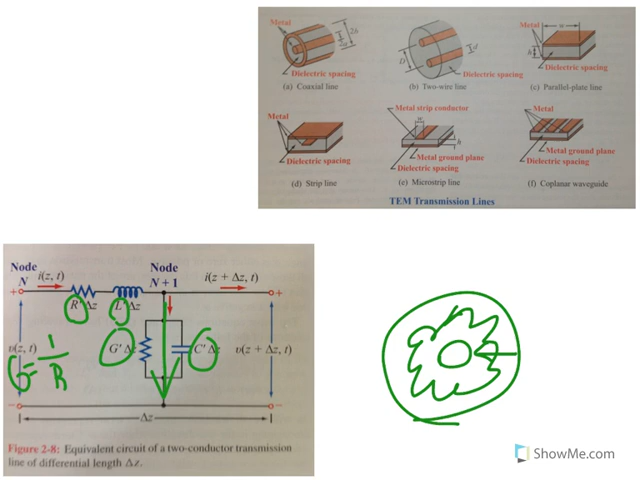 Metal
Dielectric spacing
(a) Coaxial line
D
d
Dielectric spacing
(b) Two-wire line
Metal
w
h
Dielectric spacing
(c) Parallel-plate line
Metal
Dielectric spacing
(d) Strip line
Metal strip conductor
w
h
Metal ground plane
Dielectric spacing
(e) Microstrip line
Metal
Metal ground plane
Dielectric spacing
(f) Coplanar waveguide
TEM Transmission Lines
Node
N
i(z, t)
Node
N + 1
i(z + Δz, t)
+
+
R' Δz
L' Δz
v(z, t)
G' Δz
C' Δz
v(z + Δz, t)
G = 1/R
−
−
Δz
Figure 2-8: Equivalent circuit of a two-conductor transmission
line of differential length Δz.
ShowMe.com